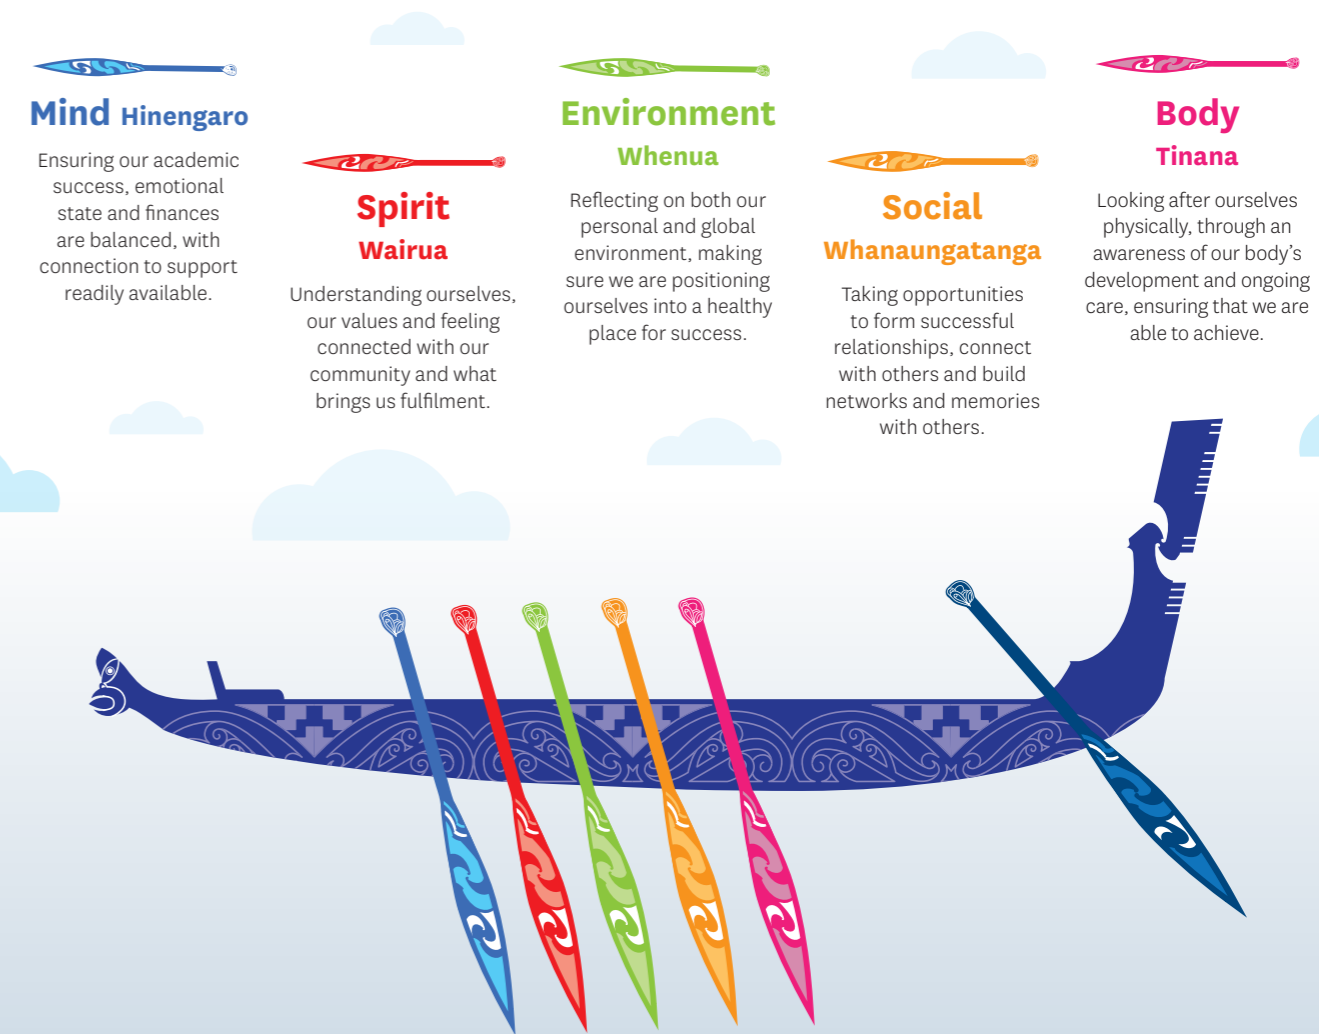 Mind Hinengaro
Ensuring our academic
success, emotional
state and finances
are balanced, with
connection to support
readily available.
Spirit
Wairua
Understanding ourselves,
our values and feeling
connected with our
community and what
brings us fulfilment.
Environment
Whenua
Reflecting on both our
personal and global
environment, making
sure we are positioning
ourselves into a healthy
place for success.
Social
Whanaungatanga
Taking opportunities
to form successful
relationships, connect
with others and build
networks and memories
with others.
Body
Tinana
Looking after ourselves
physically, through an
awareness of our body’s
development and ongoing
care, ensuring that we are
able to achieve.